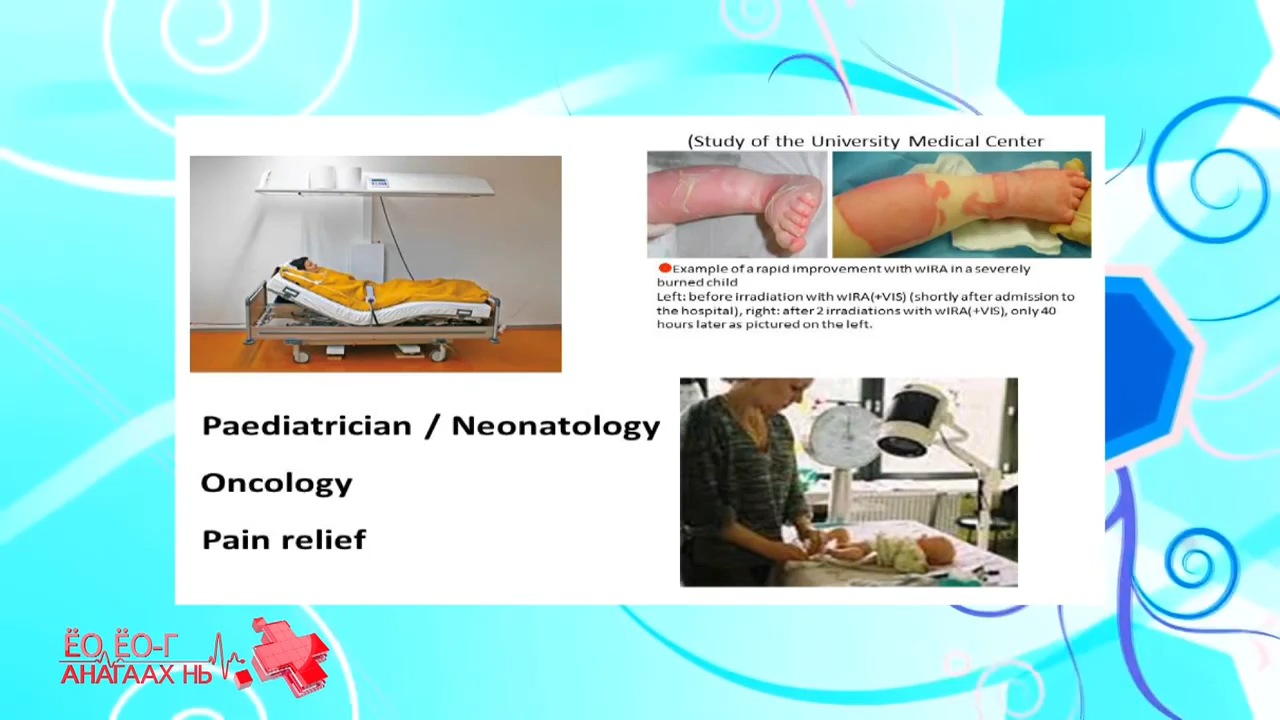 (Study of the University Medical Center
Example of a rapid improvement with wIRA in a severely
burned child
Left: before irradiation with wIRA(+VIS) (shortly after admission to
the hospital), right: after 2 irradiations with wIRA(+VIS), only 40
hours later as pictured on the left.
Paediatrician / Neonatology
Oncology
Pain relief
ЁО, ЁО-Г
АНАГААХ НЬ